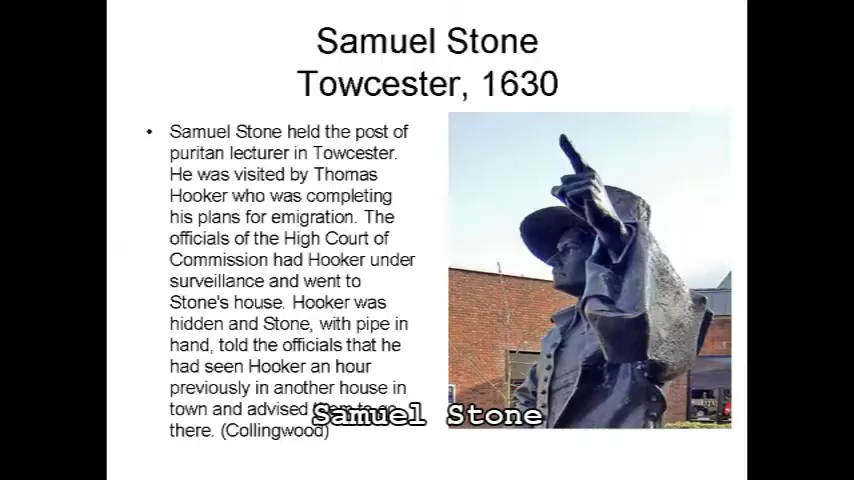 Samuel Stone
Towcester, 1630
• Samuel Stone held the post of
puritan lecturer in Towcester.
He was visited by Thomas
Hooker who was completing
his plans for emigration. The
officials of the High Court of
Commission had Hooker under
surveillance and went to
Stone's house. Hooker was
hidden and Stone, with pipe in
hand, told the officials that he
had seen Hooker an hour
previously in another house in
town and advised
there. (Collingwood)
Samuel Stone